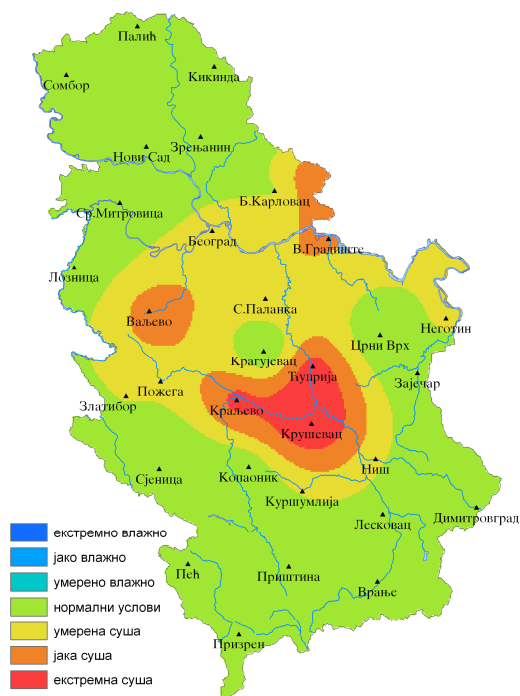 Палић
Сомбор
Кикинда
Зрењанин
Нови Сад
Б.Карловац
Ср.Митровица
Београд
В.Градиште
Лозница
С.Паланка
Ваљево
Неготин
Црни Врх
Крагујевац
Ћуприја
Зајечар
Пожега
Златибор
Краљево
Крушевац
Ниш
Копаоник
Сјеница
Куршумлија
Лесковац
Димитровград
Пећ
Приштина
Врање
Призрен
екстремно влажно
јако влажно
умерено влажно
нормални услови
умерена суша
јака суша
екстремна суша